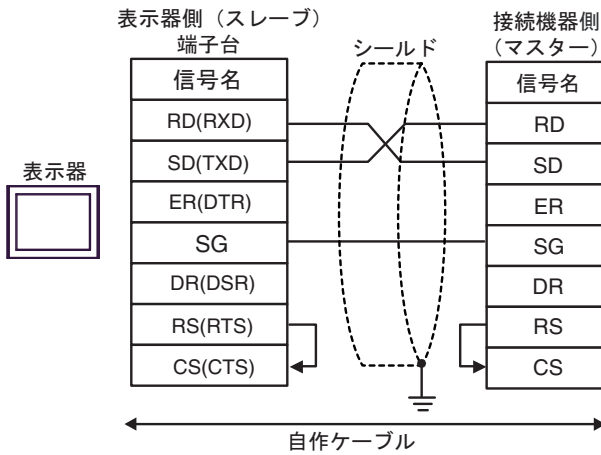 表示器側（スレーブ）
端子台
シールド
接続機器側
（マスター）
信号名
信号名
RD(RXD)
RD
SD(TXD)
SD
表示器
ER(DTR)
ER
SG
SG
DR(DSR)
DR
RS(RTS)
RS
CS(CTS)
CS
自作ケーブル